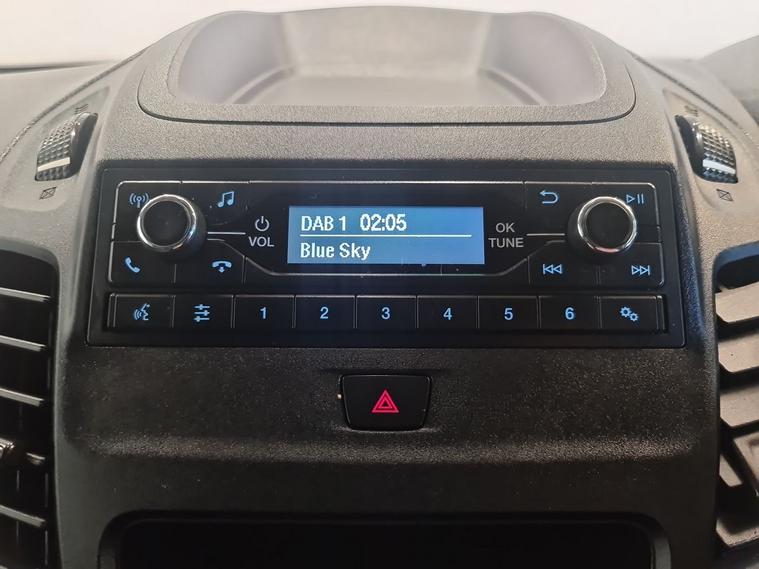 DAB 1 02:05
Blue Sky
VOL
OK
TUNE
1 2 3 4 5 6